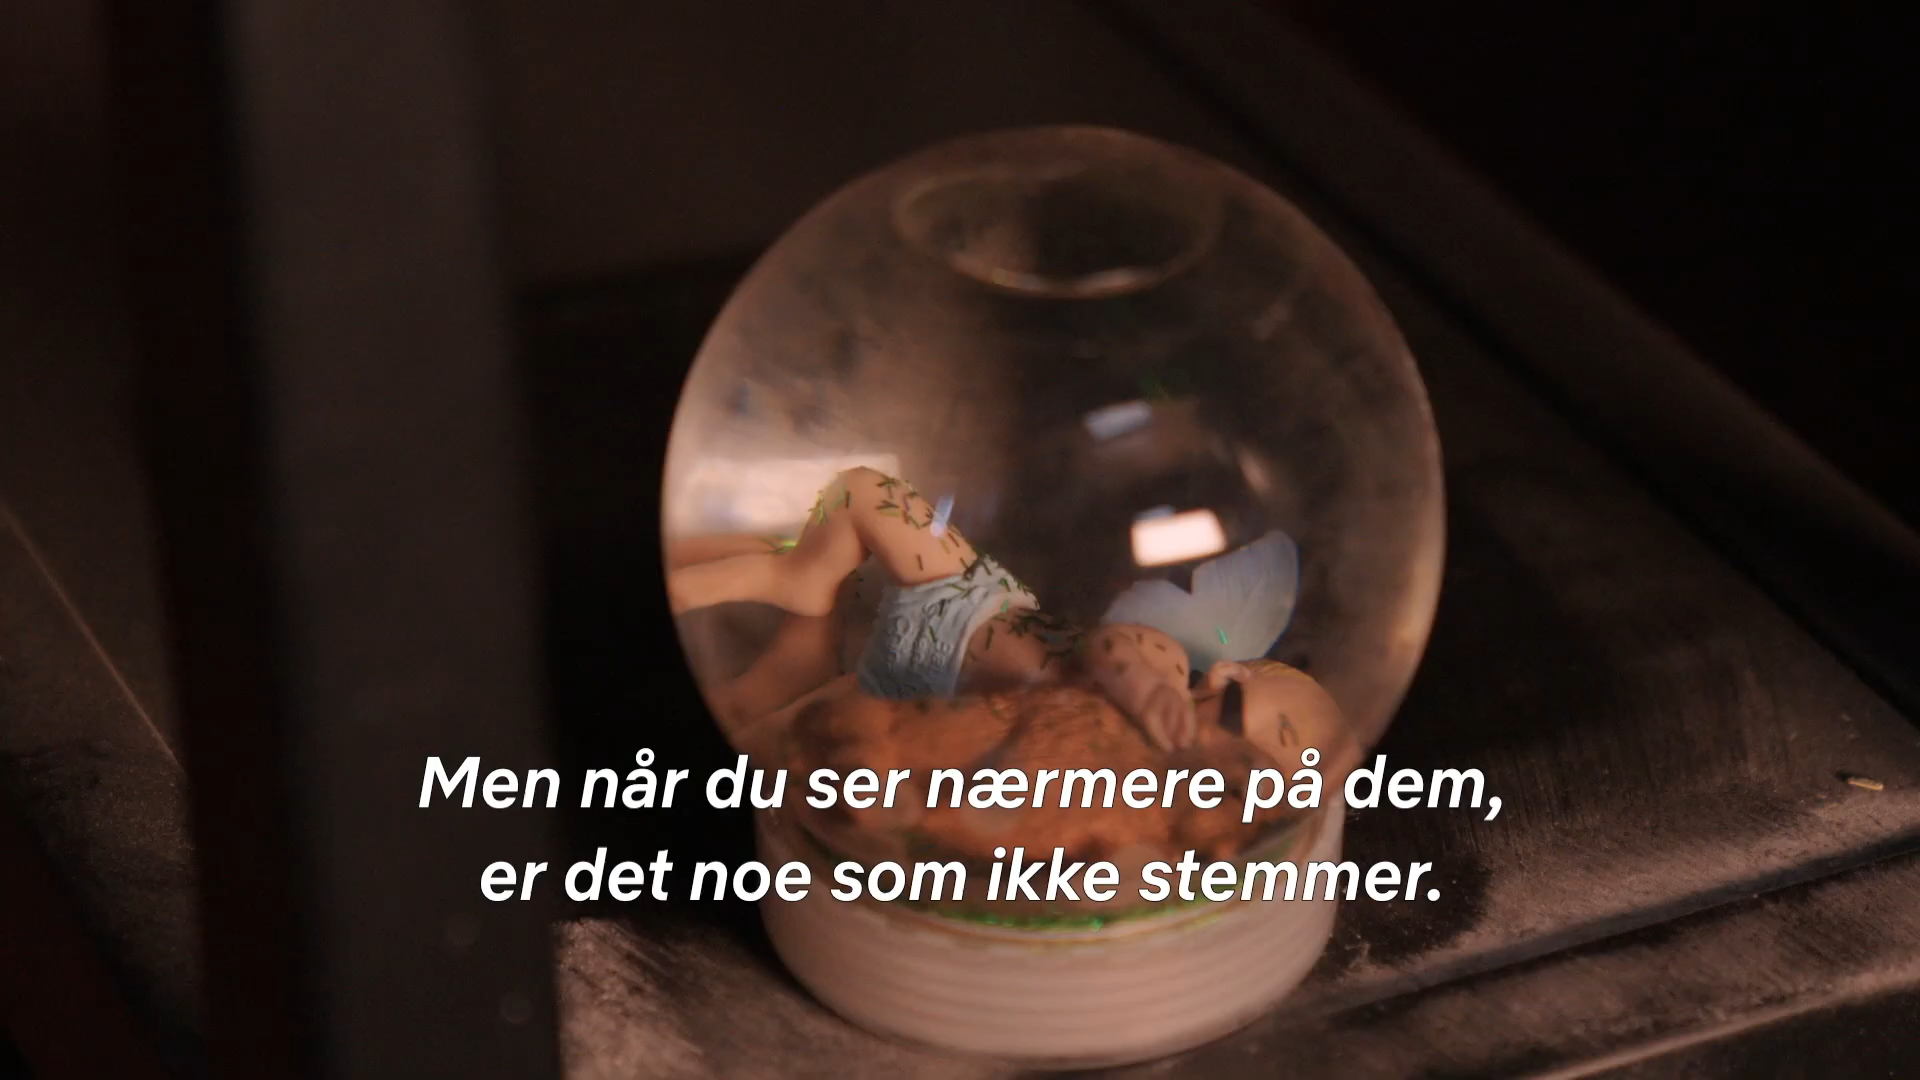 Men når du ser nærmere på dem,
er det noe som ikke stemmer.